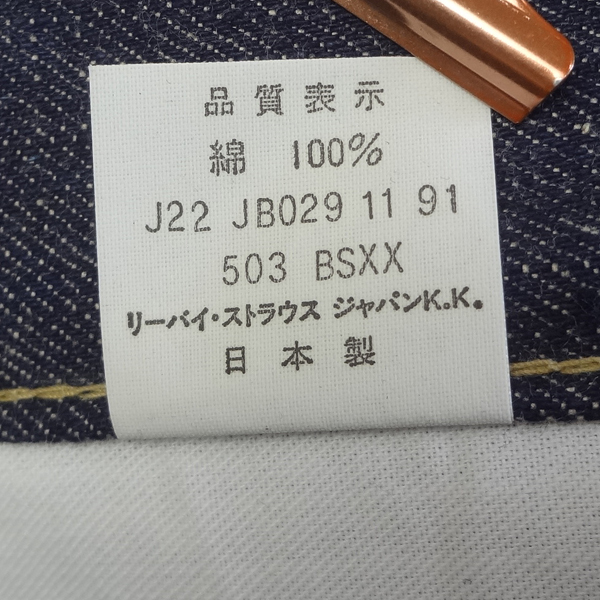 品質表示
綿 100%
J22 JB029 11 91
503 BSXX
リーバイ・ストラウス ジャパンK.K.
日本製